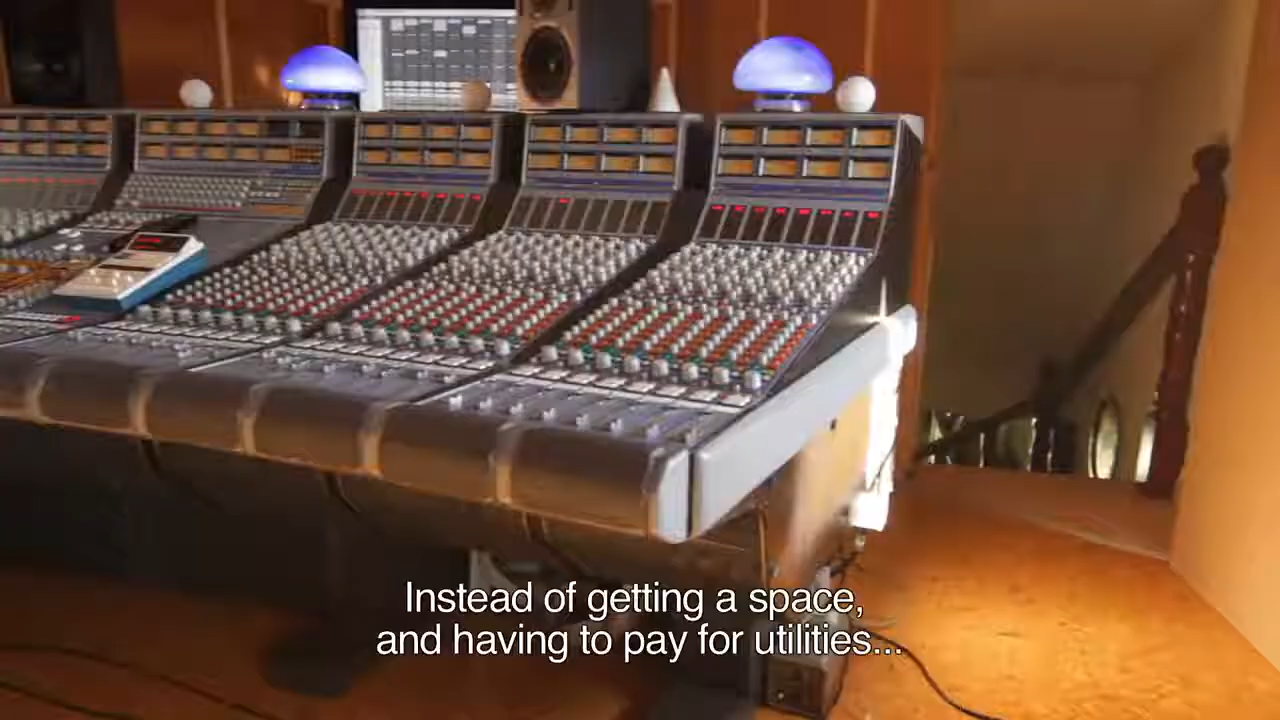 Instead of getting a space,
and having to pay for utilities...